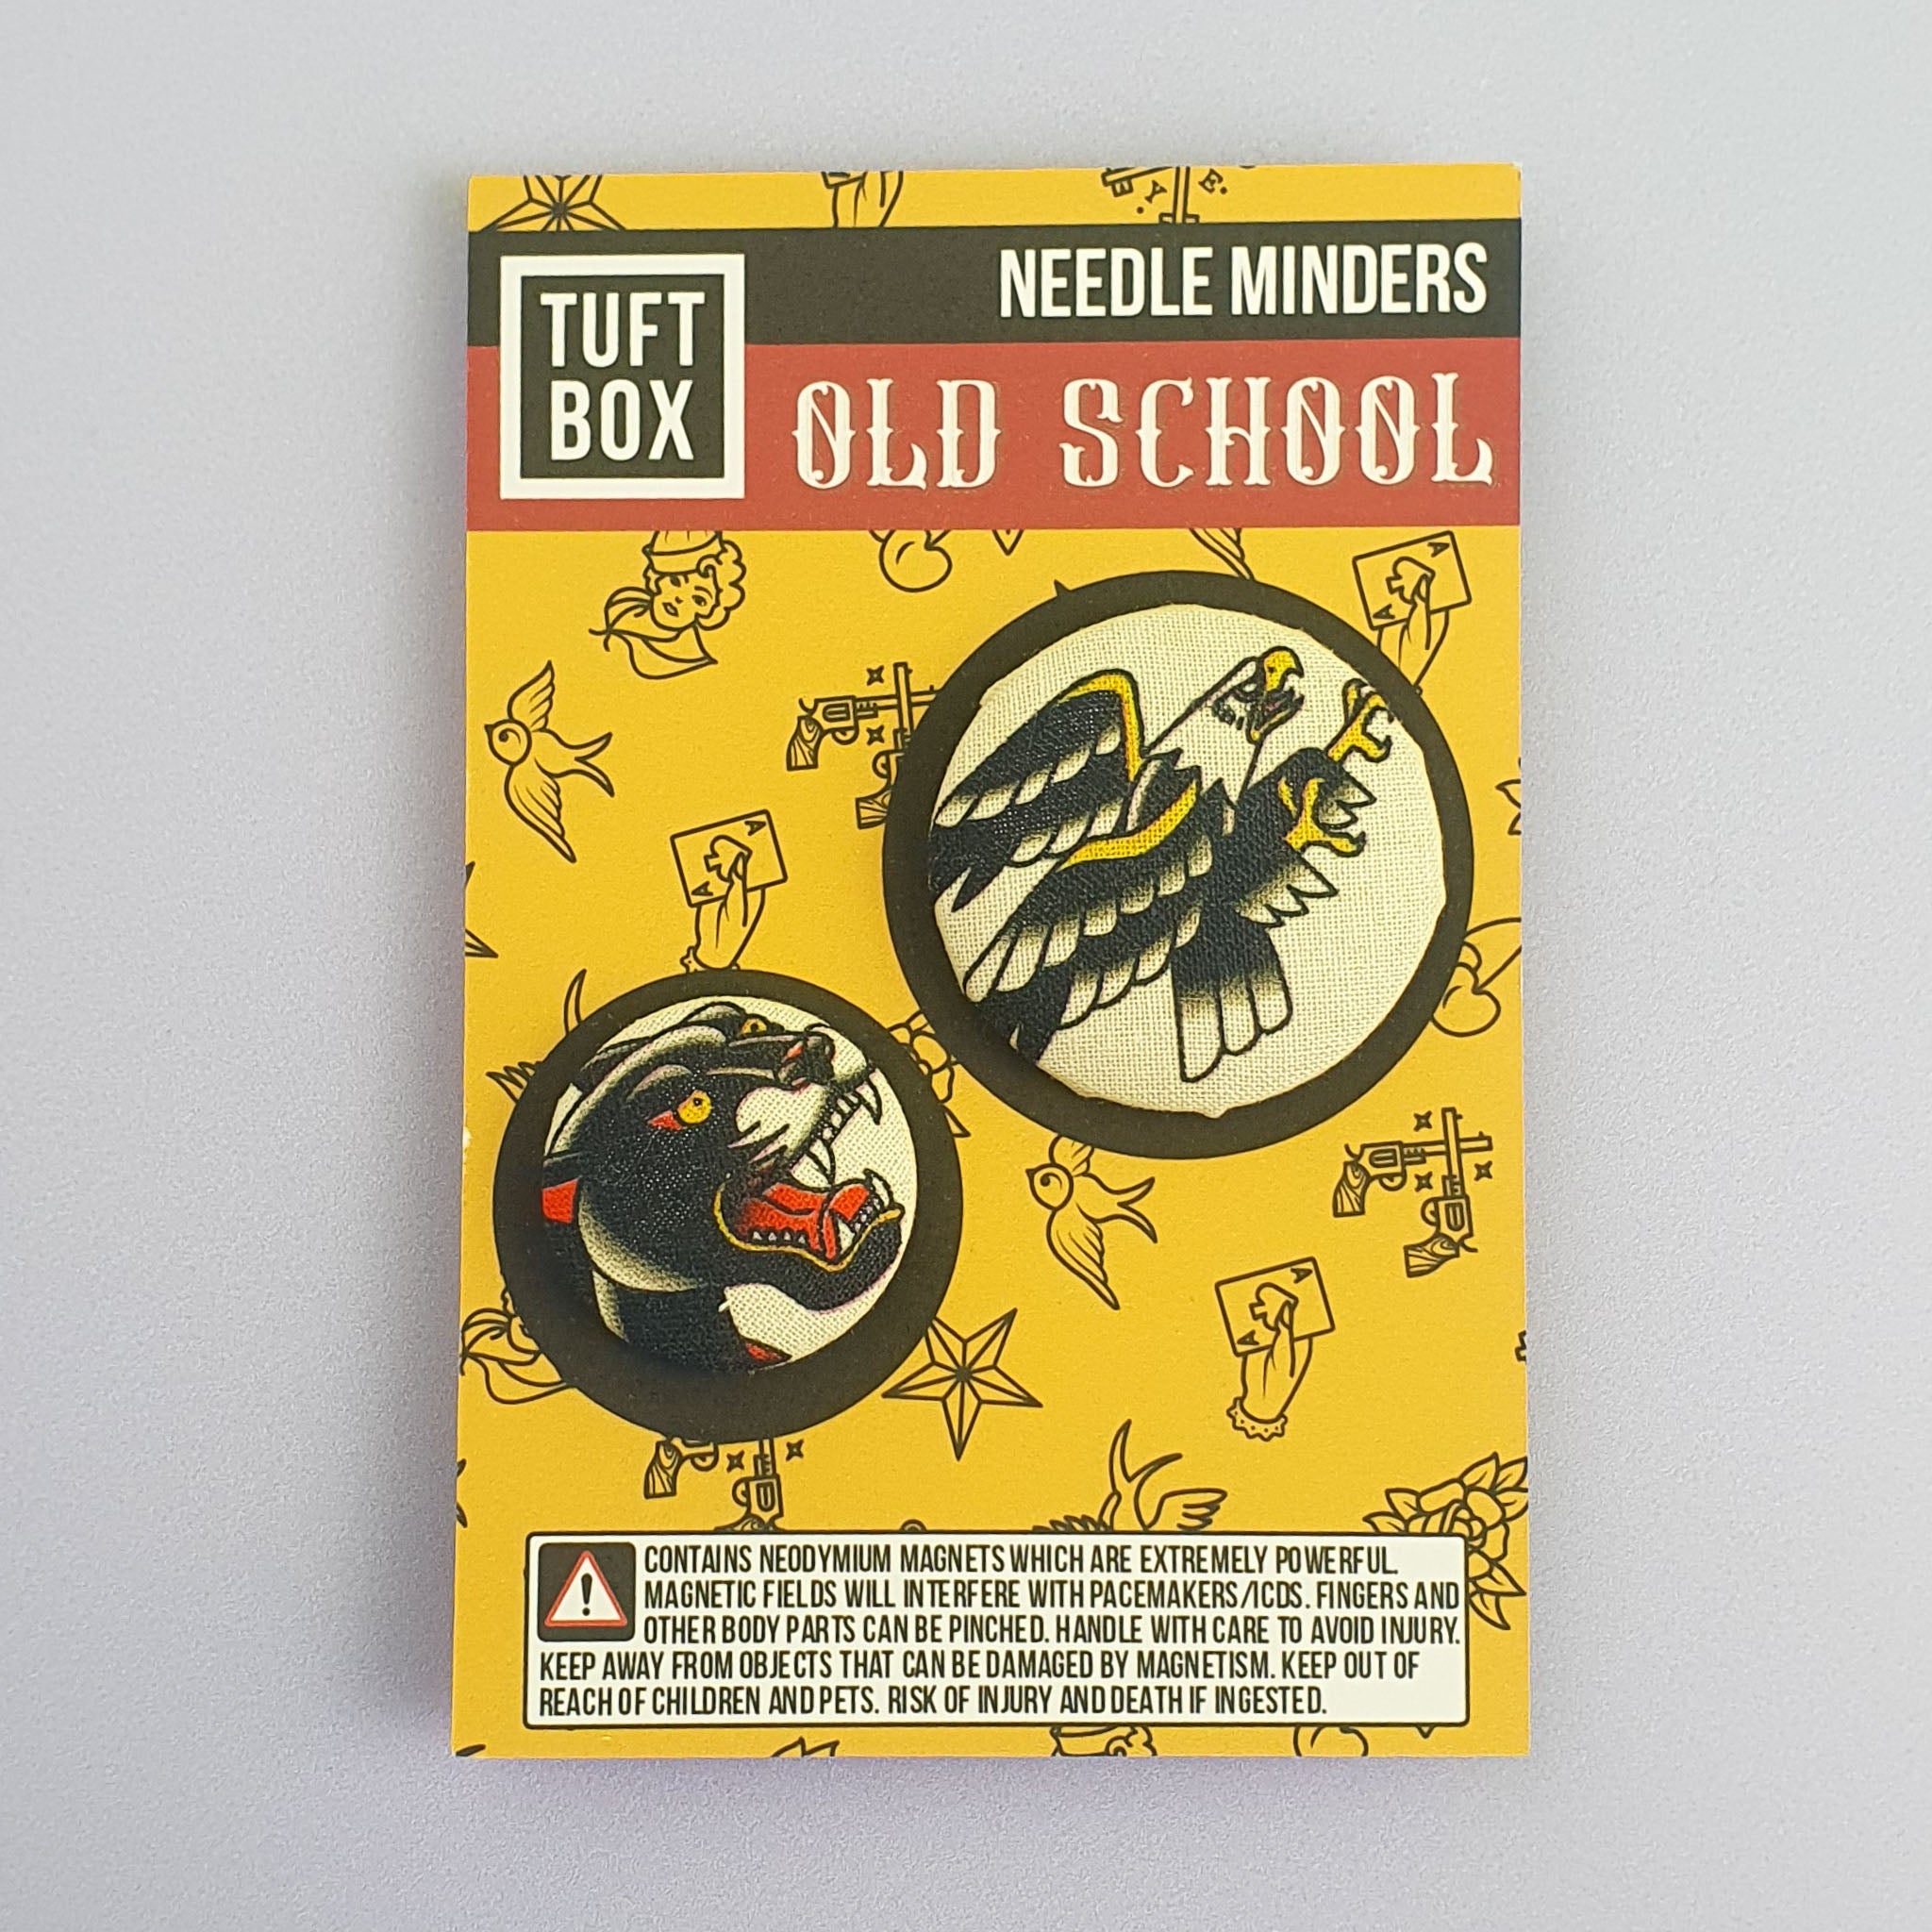 B. A. E.
TUFT
BOX
NEEDLE MINDERS
OLD SCHOOL
A
A
A
A
A
A
CONTAINS NEODYMIUM MAGNETS WHICH ARE EXTREMELY POWERFUL.
MAGNETIC FIELDS WILL INTERFERE WITH PACEMAKERS/ICDS. FINGERS AND
OTHER BODY PARTS CAN BE PINCHED. HANDLE WITH CARE TO AVOID INJURY.
KEEP AWAY FROM OBJECTS THAT CAN BE DAMAGED BY MAGNETISM. KEEP OUT OF
REACH OF CHILDREN AND PETS. RISK OF INJURY AND DEATH IF INGESTED.